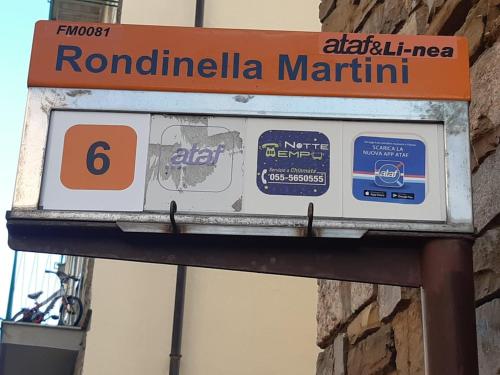 FM0081
ataf&Li-nea
Rondinella Martini
6
ataf
NOTTE
TEMPO
Servizio a Chiamata
055-5650555
SCARICA LA
NUOVA APP ATAF
ataf